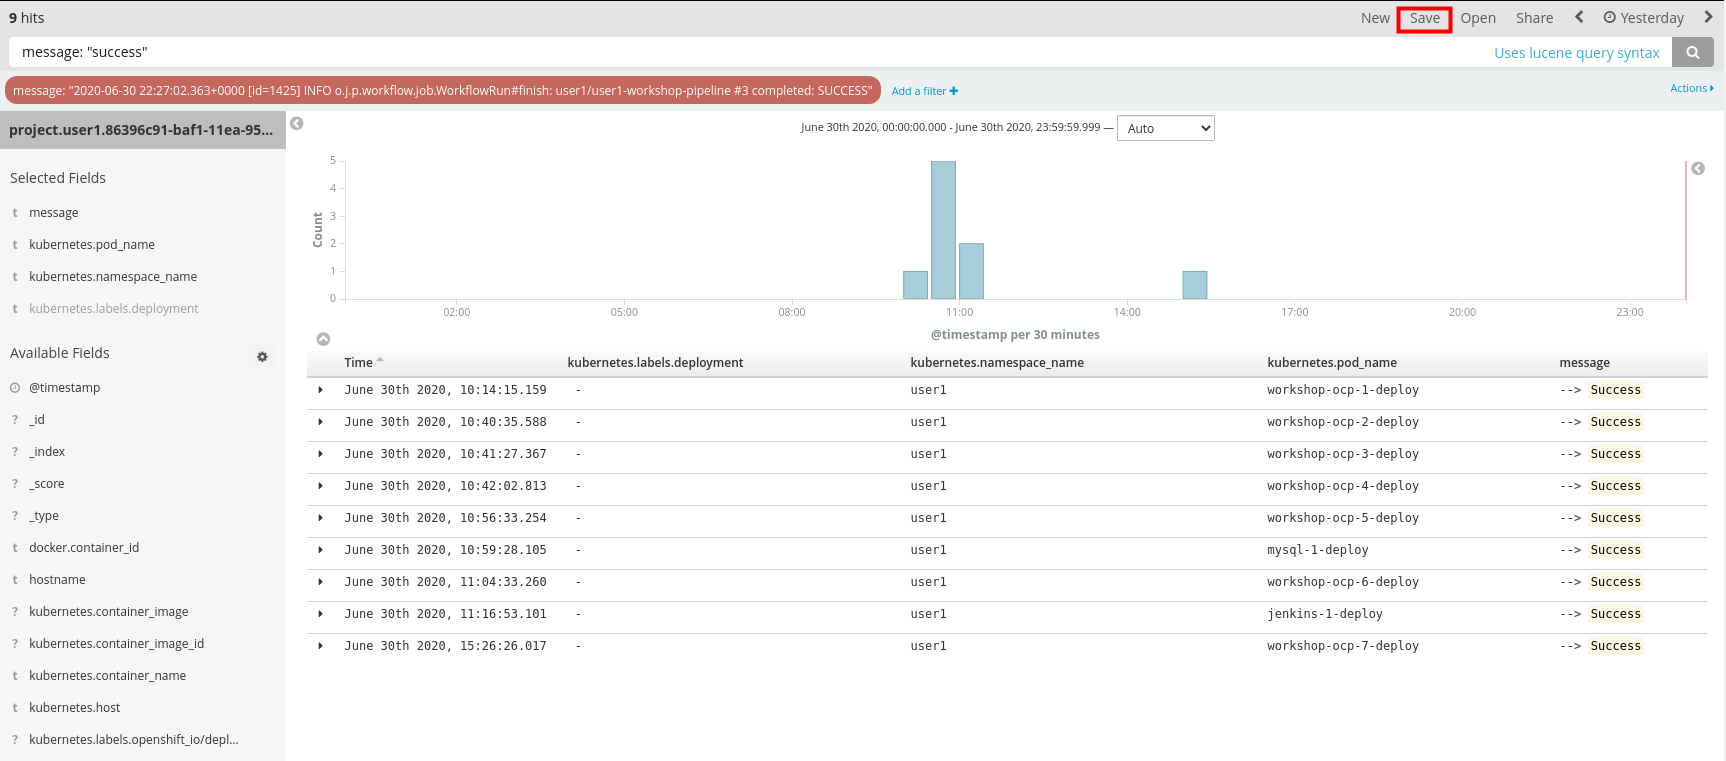 9 hits
New Save Open Share Yesterday
message: "success" Uses lucene query syntax
message: "2020-06-30 22:27:02.363+0000 [id=1425] INFO o.j.p.workflow.job.WorkflowRun#finish: user1/user1-workshop-pipeline #3 completed: SUCCESS" Add a filter + Actions
project.user1.86396c91-baf1-11ea-95...
Selected Fields
t message
t kubernetes.pod_name
t kubernetes.namespace_name
t kubernetes.labels.deployment
Available Fields
@timestamp
? _id
? _index
? _score
? _type
t docker.container_id
t hostname
? kubernetes.container_image
? kubernetes.container_image_id
t kubernetes.container_name
t kubernetes.host
? kubernetes.labels.openshift_io/depl...
June 30th 2020, 00:00:00.000 - June 30th 2020, 23:59:59.999 — Auto
Count
5
4
3
2
1
0
02:00 05:00 08:00 11:00 14:00 17:00 20:00 23:00
@timestamp per 30 minutes
Time kubernetes.labels.deployment kubernetes.namespace_name kubernetes.pod_name message
June 30th 2020, 10:14:15.159 - user1 workshop-ocp-1-deploy --> Success
June 30th 2020, 10:40:35.588 - user1 workshop-ocp-2-deploy --> Success
June 30th 2020, 10:41:27.367 - user1 workshop-ocp-3-deploy --> Success
June 30th 2020, 10:42:02.813 - user1 workshop-ocp-4-deploy --> Success
June 30th 2020, 10:56:33.254 - user1 workshop-ocp-5-deploy --> Success
June 30th 2020, 10:59:28.105 - user1 mysql-1-deploy --> Success
June 30th 2020, 11:04:33.260 - user1 workshop-ocp-6-deploy --> Success
June 30th 2020, 11:16:53.101 - user1 jenkins-1-deploy --> Success
June 30th 2020, 15:26:26.017 - user1 workshop-ocp-7-deploy --> Success